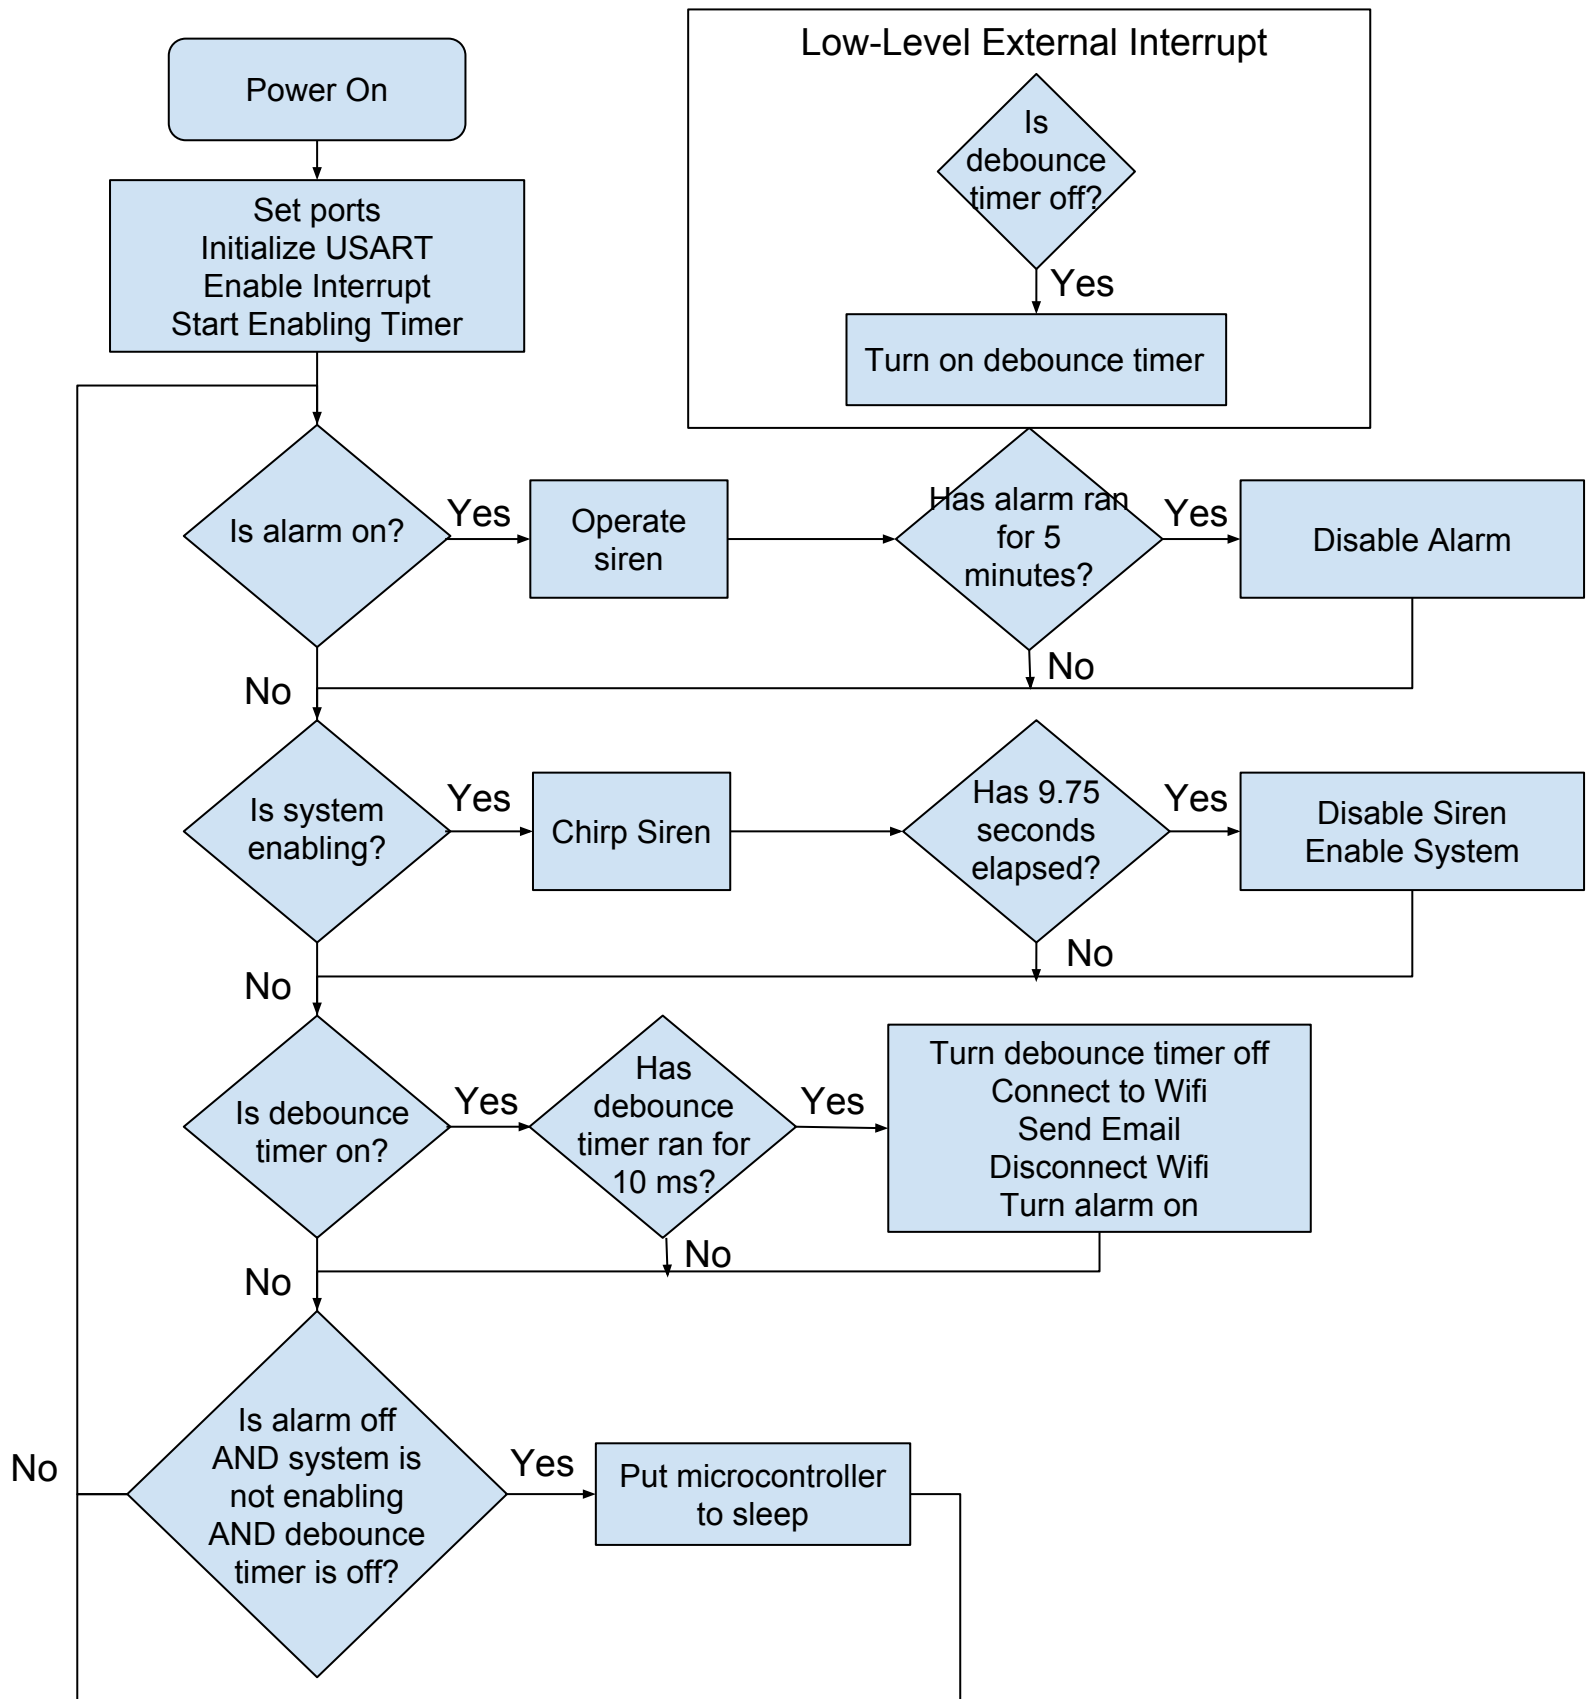 Power On
Set ports
Initialize USART
Enable Interrupt
Start Enabling Timer
Low-Level External Interrupt
Is
debounce
timer off?
Yes
Turn on debounce timer
Is alarm on?
Yes
Operate
siren
Has alarm ran
for 5
minutes?
Yes
Disable Alarm
No
No
Is system
enabling?
Yes
Chirp Siren
Has 9.75
seconds
elapsed?
Yes
Disable Siren
Enable System
No
No
Is debounce
timer on?
Yes
Has
debounce
timer ran for
10 ms?
Yes
Turn debounce timer off
Connect to Wifi
Send Email
Disconnect Wifi
Turn alarm on
No
No
Is alarm off
AND system is
not enabling
AND debounce
timer is off?
No
Yes
Put microcontroller
to sleep